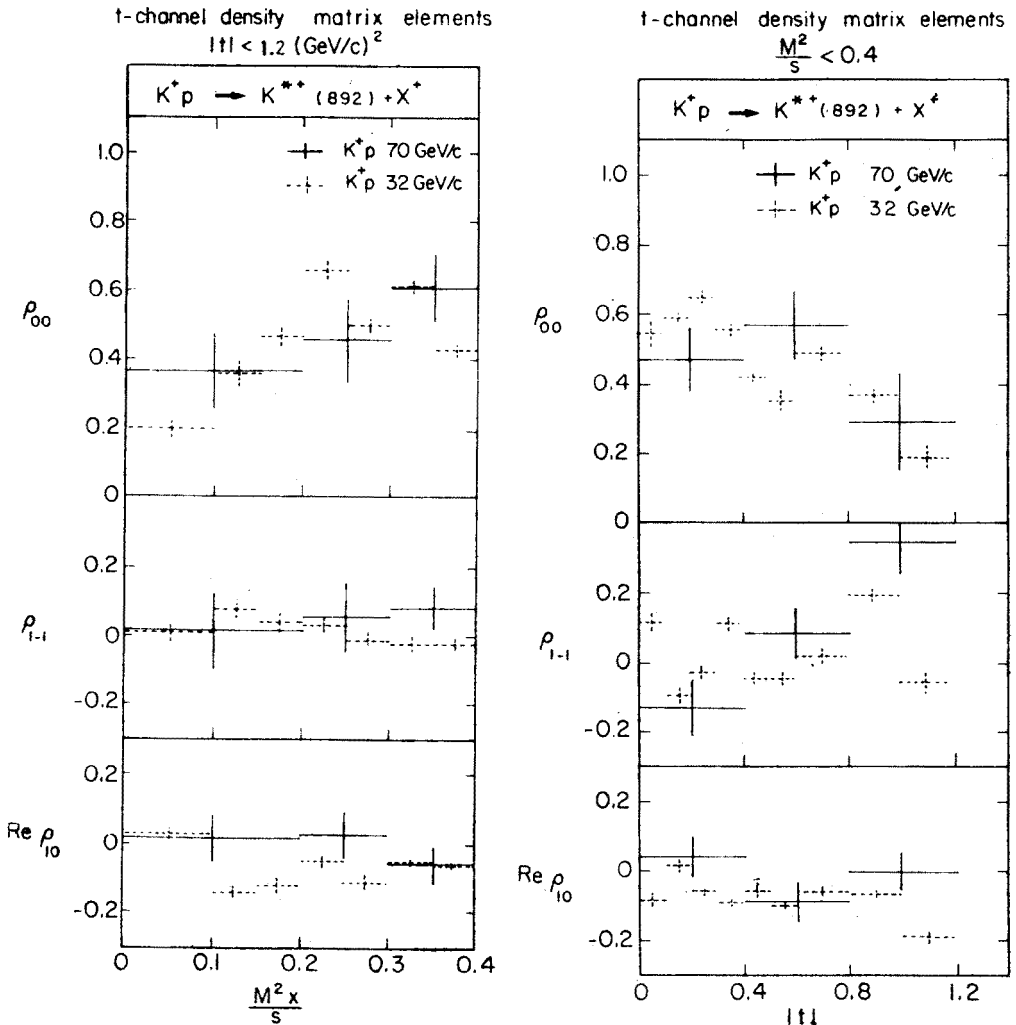 t-channel density matrix elements
|t| < 1.2 (GeV/c)²
K⁺p → K*⁺ (892) + X⁺
K⁺p 70 GeV/c
K⁺p 32 GeV/c
1.0
0.8
0.6
0.4
0.2
0
ρ₀₀
0.2
0
-0.2
ρ₁₋₁
0.2
0
-0.2
Re ρ₁₀
0 0.1 0.2 0.3 0.4
M²x
s
t-channel density matrix elements
M²
s < 0.4
K⁺p → K*⁺ (892) + X⁺
K⁺p 70 GeV/c
K⁺p 32 GeV/c
1.0
0.8
0.6
0.4
0.2
0
ρ₀₀
0.2
0
-0.2
ρ₁₋₁
0.2
0
-0.2
Re ρ₁₀
0 0.4 0.8 1.2
|t|